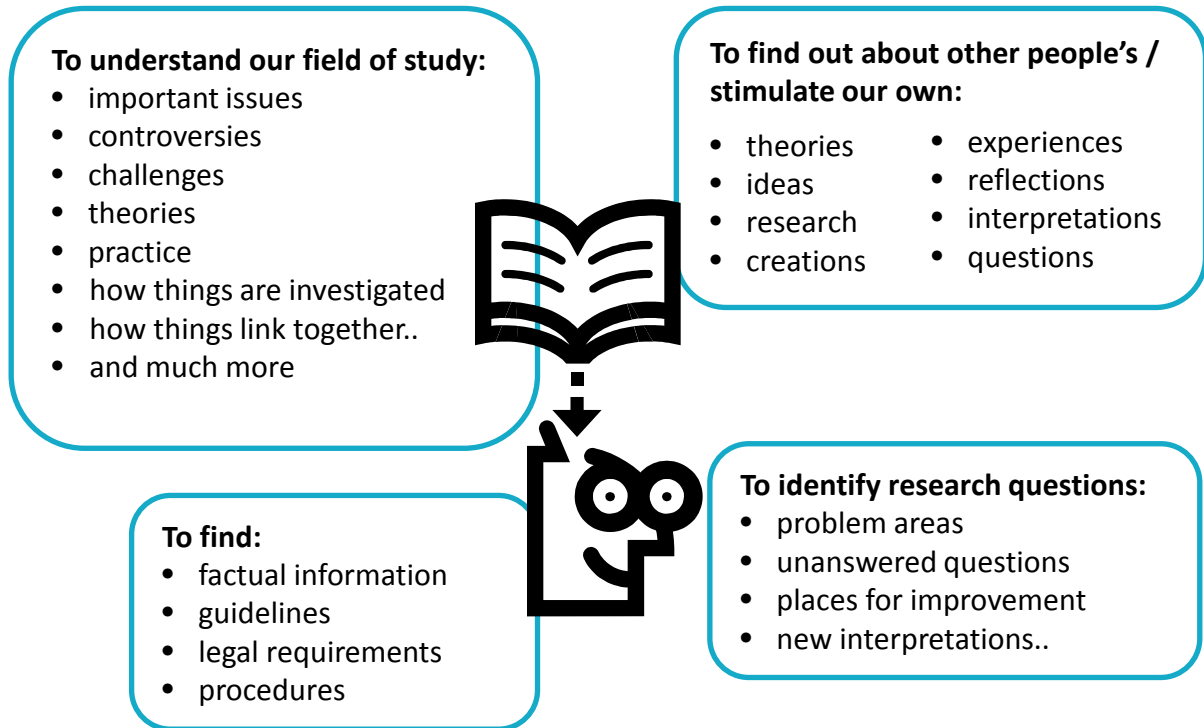 To understand our field of study:
• important issues
• controversies
• challenges
• theories
• practice
• how things are investigated
• how things link together..
• and much more
To find out about other people's /
stimulate our own:
• theories
• ideas
• research
• creations
• experiences
• reflections
• interpretations
• questions
To find:
• factual information
• guidelines
• legal requirements
• procedures
To identify research questions:
• problem areas
• unanswered questions
• places for improvement
• new interpretations..